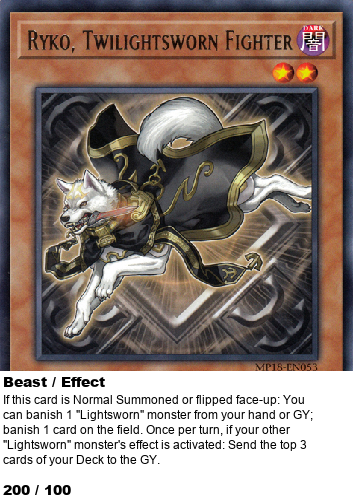 Ryko, Twilightsworn Fighter
DARK
闇
MP18-EN053
Beast / Effect
If this card is Normal Summoned or flipped face-up: You
can banish 1 "Lightsworn" monster from your hand or GY;
banish 1 card on the field. Once per turn, if your other
"Lightsworn" monster's effect is activated: Send the top 3
cards of your Deck to the GY.
200 / 100